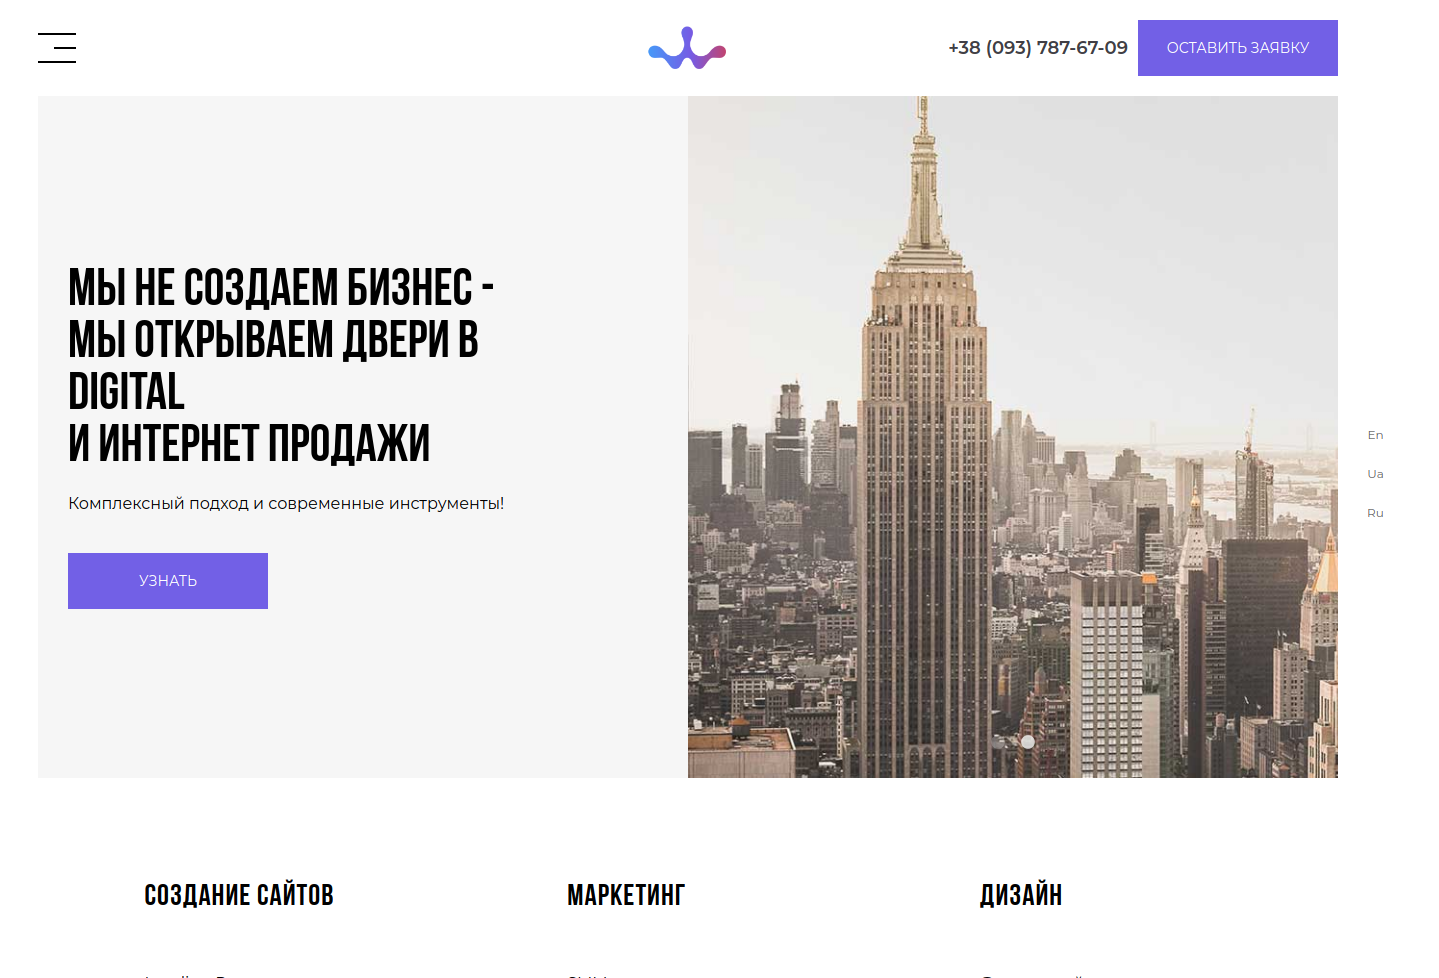 +38 (093) 787-67-09
ОСТАВИТЬ ЗАЯВКУ
МЫ НЕ СОЗДАЕМ БИЗНЕС -
МЫ ОТКРЫВАЕМ ДВЕРИ В
DIGITAL
И ИНТЕРНЕТ ПРОДАЖИ
Комплексный подход и современные инструменты!
УЗНАТЬ
En
Ua
Ru
СОЗДАНИЕ САЙТОВ
МАРКЕТИНГ
ДИЗАЙН